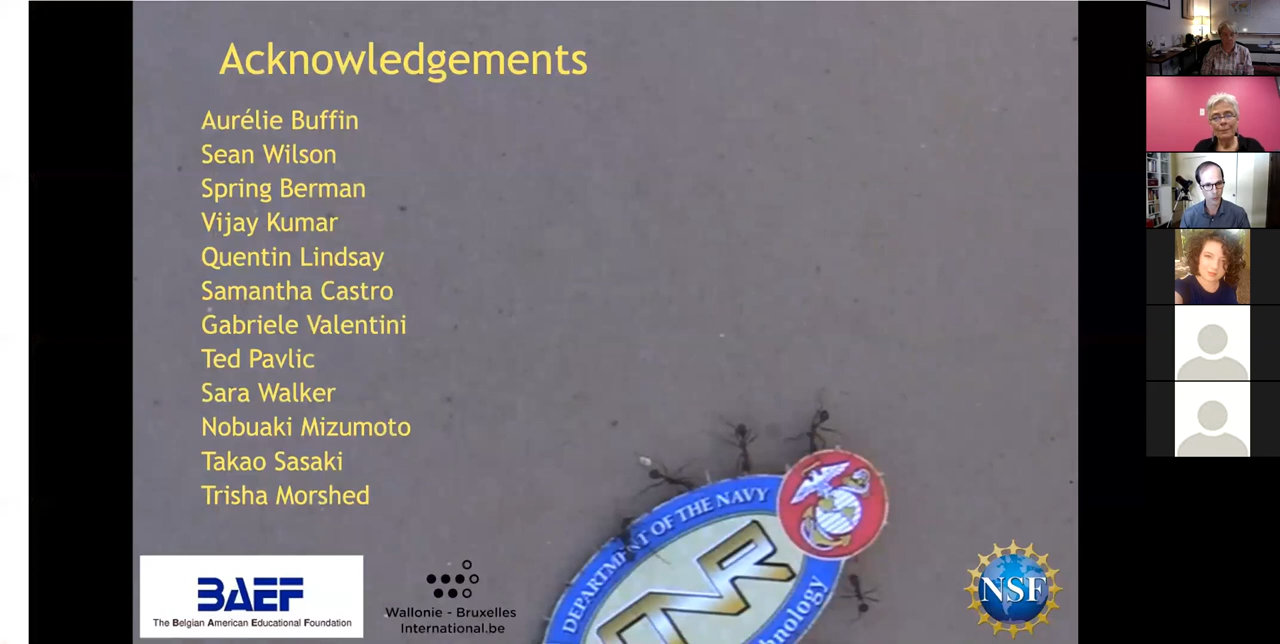 Acknowledgements
Aurélie Buffin
Sean Wilson
Spring Berman
Vijay Kumar
Quentin Lindsay
Samantha Castro
Gabriele Valentini
Ted Pavlic
Sara Walker
Nobuaki Mizumoto
Takao Sasaki
Trisha Morshed
BAEF
The Belgian American Educational Foundation
Wallonie - Bruxelles
International.be
DEPARTMENT OF THE NAVY
NSF